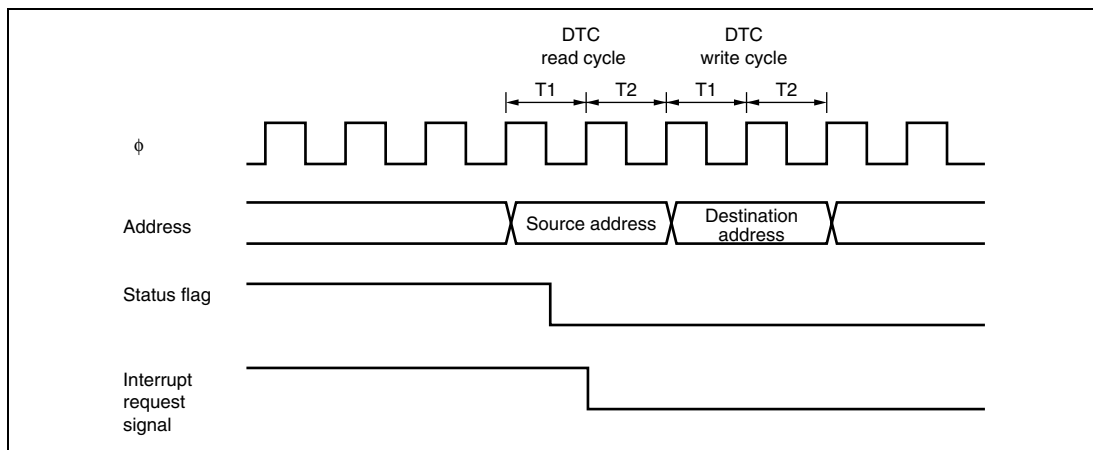 DTC
read cycle
DTC
write cycle
T1
T2
T1
T2
ϕ
Address
Source address
Destination
address
Status flag
Interrupt
request
signal